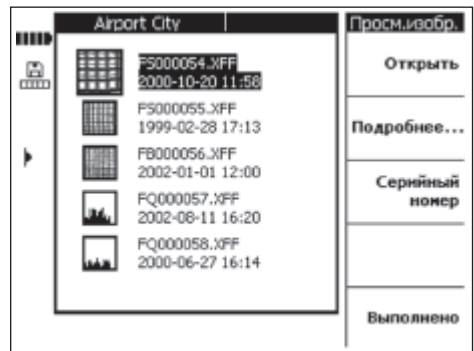 Airport City
Просм.изобр.
FS000054.XFF
2000-10-20 11:58
Открыть
FS000055.XFF
1999-02-28 17:13
Подробнее...
FB000056.XFF
2002-01-01 12:00
Серийный
номер
FQ000057.XFF
2002-08-11 16:20
FQ000058.XFF
2000-06-27 16:14
Выполнено